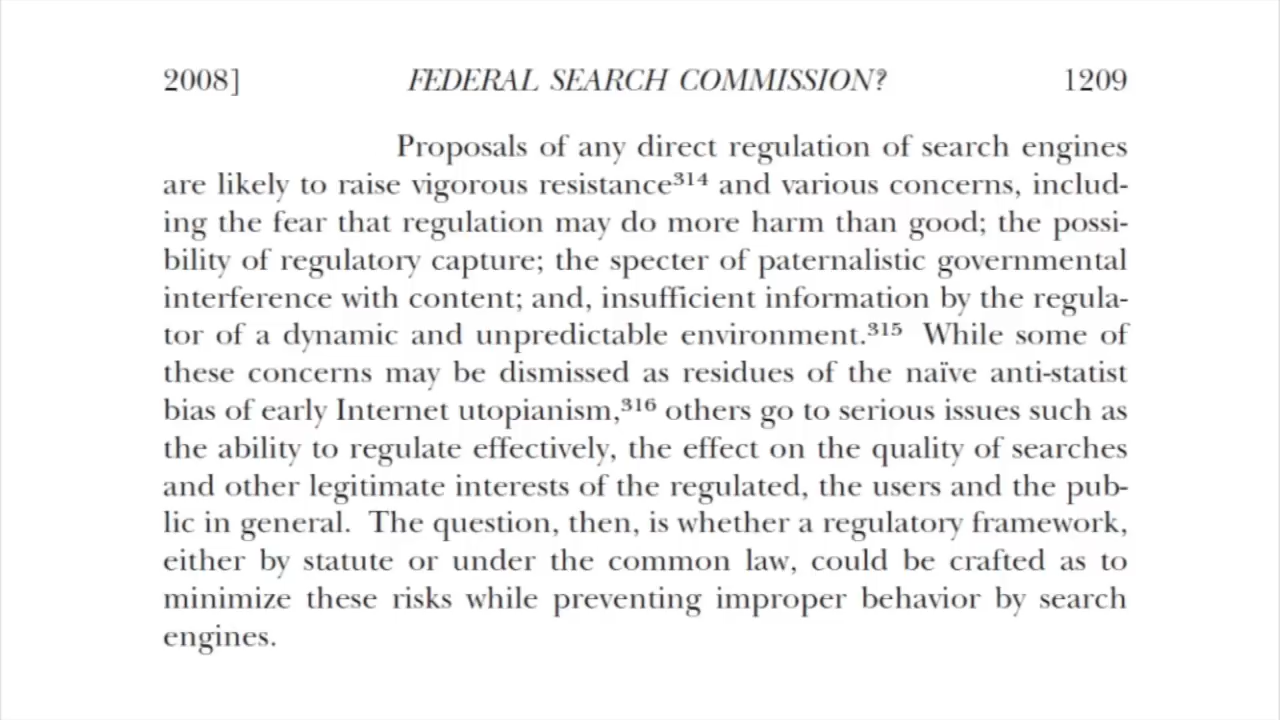 2008] FEDERAL SEARCH COMMISSION? 1209
Proposals of any direct regulation of search engines
are likely to raise vigorous resistance³¹⁴ and various concerns, includ-
ing the fear that regulation may do more harm than good; the possi-
bility of regulatory capture; the specter of paternalistic governmental
interference with content; and, insufficient information by the regula-
tor of a dynamic and unpredictable environment.³¹⁵ While some of
these concerns may be dismissed as residues of the naïve anti-statist
bias of early Internet utopianism,³¹⁶ others go to serious issues such as
the ability to regulate effectively, the effect on the quality of searches
and other legitimate interests of the regulated, the users and the pub-
lic in general. The question, then, is whether a regulatory framework,
either by statute or under the common law, could be crafted as to
minimize these risks while preventing improper behavior by search
engines.